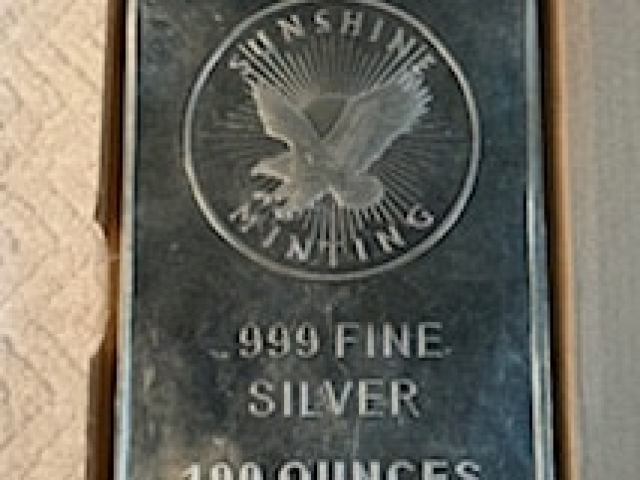 SUNSHINE
MINTING
.999 FINE
SILVER
100 OUNCES